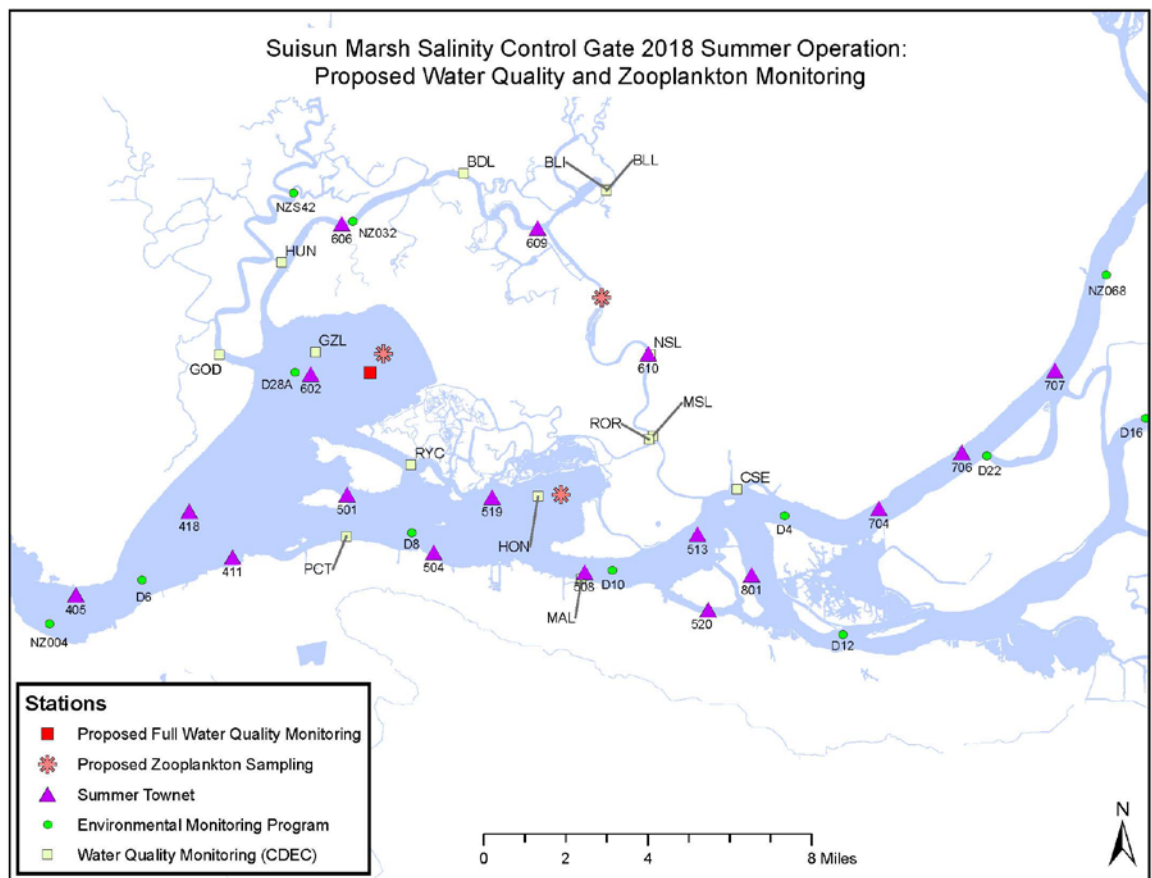 Suisun Marsh Salinity Control Gate 2018 Summer Operation:
Proposed Water Quality and Zooplankton Monitoring
BDL
BLI
BLL
NZS42
606
NZ032
609
HUN
NZ068
GZL
GOD
D28A
602
NSL
610
707
MSL
ROR
D16
RYC
706
D22
CSE
501
519
418
704
D4
HON
D8
513
PCT
504
411
508
D10
801
405
D6
MAL
520
NZ004
D12
Stations
Proposed Full Water Quality Monitoring
Proposed Zooplankton Sampling
Summer Townet
Environmental Monitoring Program
Water Quality Monitoring (CDEC)
N
0 2 4 8 Miles